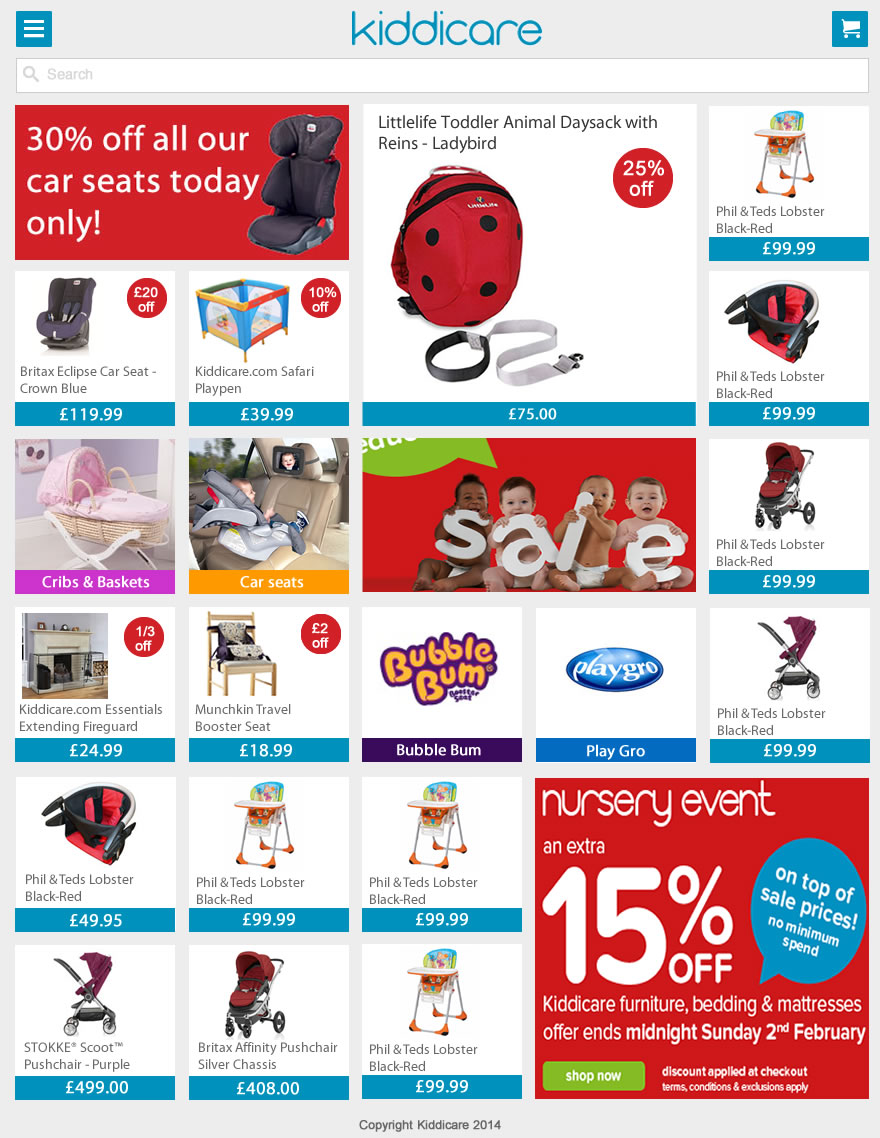 kiddicare
Search
30% off all our
car seats today
only!
Littlelife Toddler Animal Daysack with
Reins - Ladybird
25%
off
LittleLife
£75.00
Phil & Teds Lobster
Black-Red
£99.99
£20
off
Britax Eclipse Car Seat -
Crown Blue
£119.99
10%
off
Kiddicare.com Safari
Playpen
£39.99
Phil & Teds Lobster
Black-Red
£99.99
Cribs & Baskets
Car seats
sale
Phil & Teds Lobster
Black-Red
£99.99
1/3
off
Kiddicare.com Essentials
Extending Fireguard
£24.99
£2
off
Munchkin Travel
Booster Seat
£18.99
Bubble
Bum
Booster
Seat
Bubble Bum
playgro
Play Gro
Phil & Teds Lobster
Black-Red
£99.99
Phil & Teds Lobster
Black-Red
£49.95
Phil & Teds Lobster
Black-Red
£99.99
Phil & Teds Lobster
Black-Red
£99.99
nursery event
an extra
15%
OFF
on top of
sale prices!
no minimum
spend
Kiddicare furniture, bedding & mattresses
offer ends midnight Sunday 2nd February
shop now
discount applied at checkout
terms, conditions & exclusions apply
STOKKE® Scoot™
Pushchair - Purple
£499.00
Britax Affinity Pushchair
Silver Chassis
£408.00
Phil & Teds Lobster
Black-Red
£99.99
Copyright Kiddicare 2014